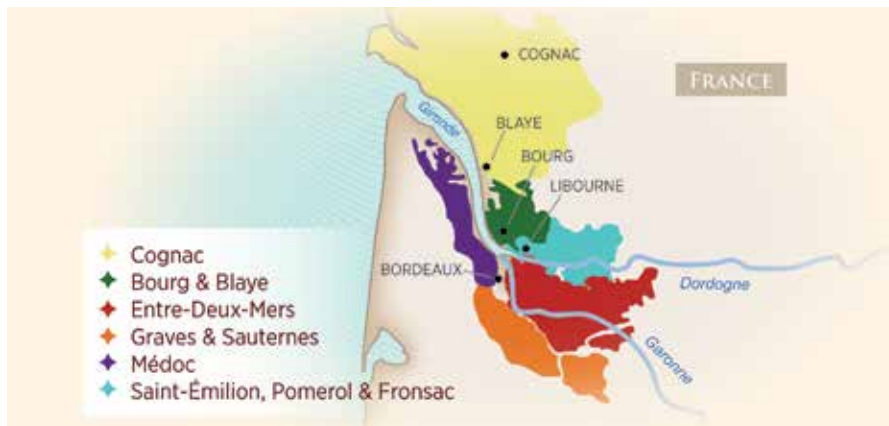 COGNAC
FRANCE
Gironde
BLAYE
BOURG
LIBOURNE
BORDEAUX
Dordogne
Garonne
Cognac
Bourg & Blaye
Entre-Deux-Mers
Graves & Sauternes
Médoc
Saint-Émilion, Pomerol & Fronsac